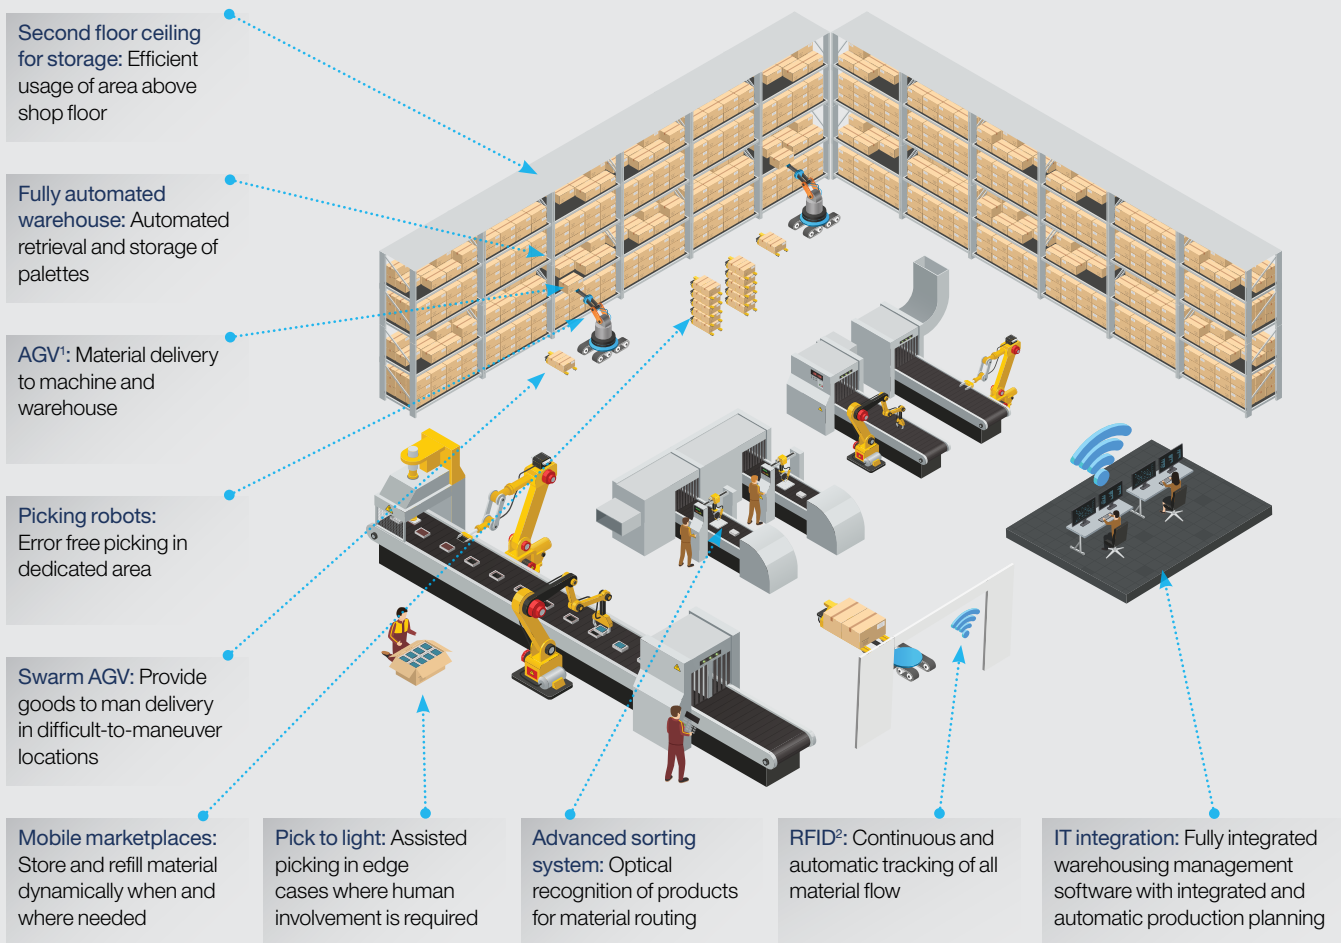 Second floor ceiling
for storage: Efficient
usage of area above
shop floor
Fully automated
warehouse: Automated
retrieval and storage of
palettes
AGV¹: Material delivery
to machine and
warehouse
Picking robots:
Error free picking in
dedicated area
Swarm AGV: Provide
goods to man delivery
in difficult-to-maneuver
locations
Mobile marketplaces:
Store and refill material
dynamically when and
where needed
Pick to light: Assisted
picking in edge
cases where human
involvement is required
Advanced sorting
system: Optical
recognition of products
for material routing
RFID²: Continuous and
automatic tracking of all
material flow
IT integration: Fully integrated
warehousing management
software with integrated and
automatic production planning